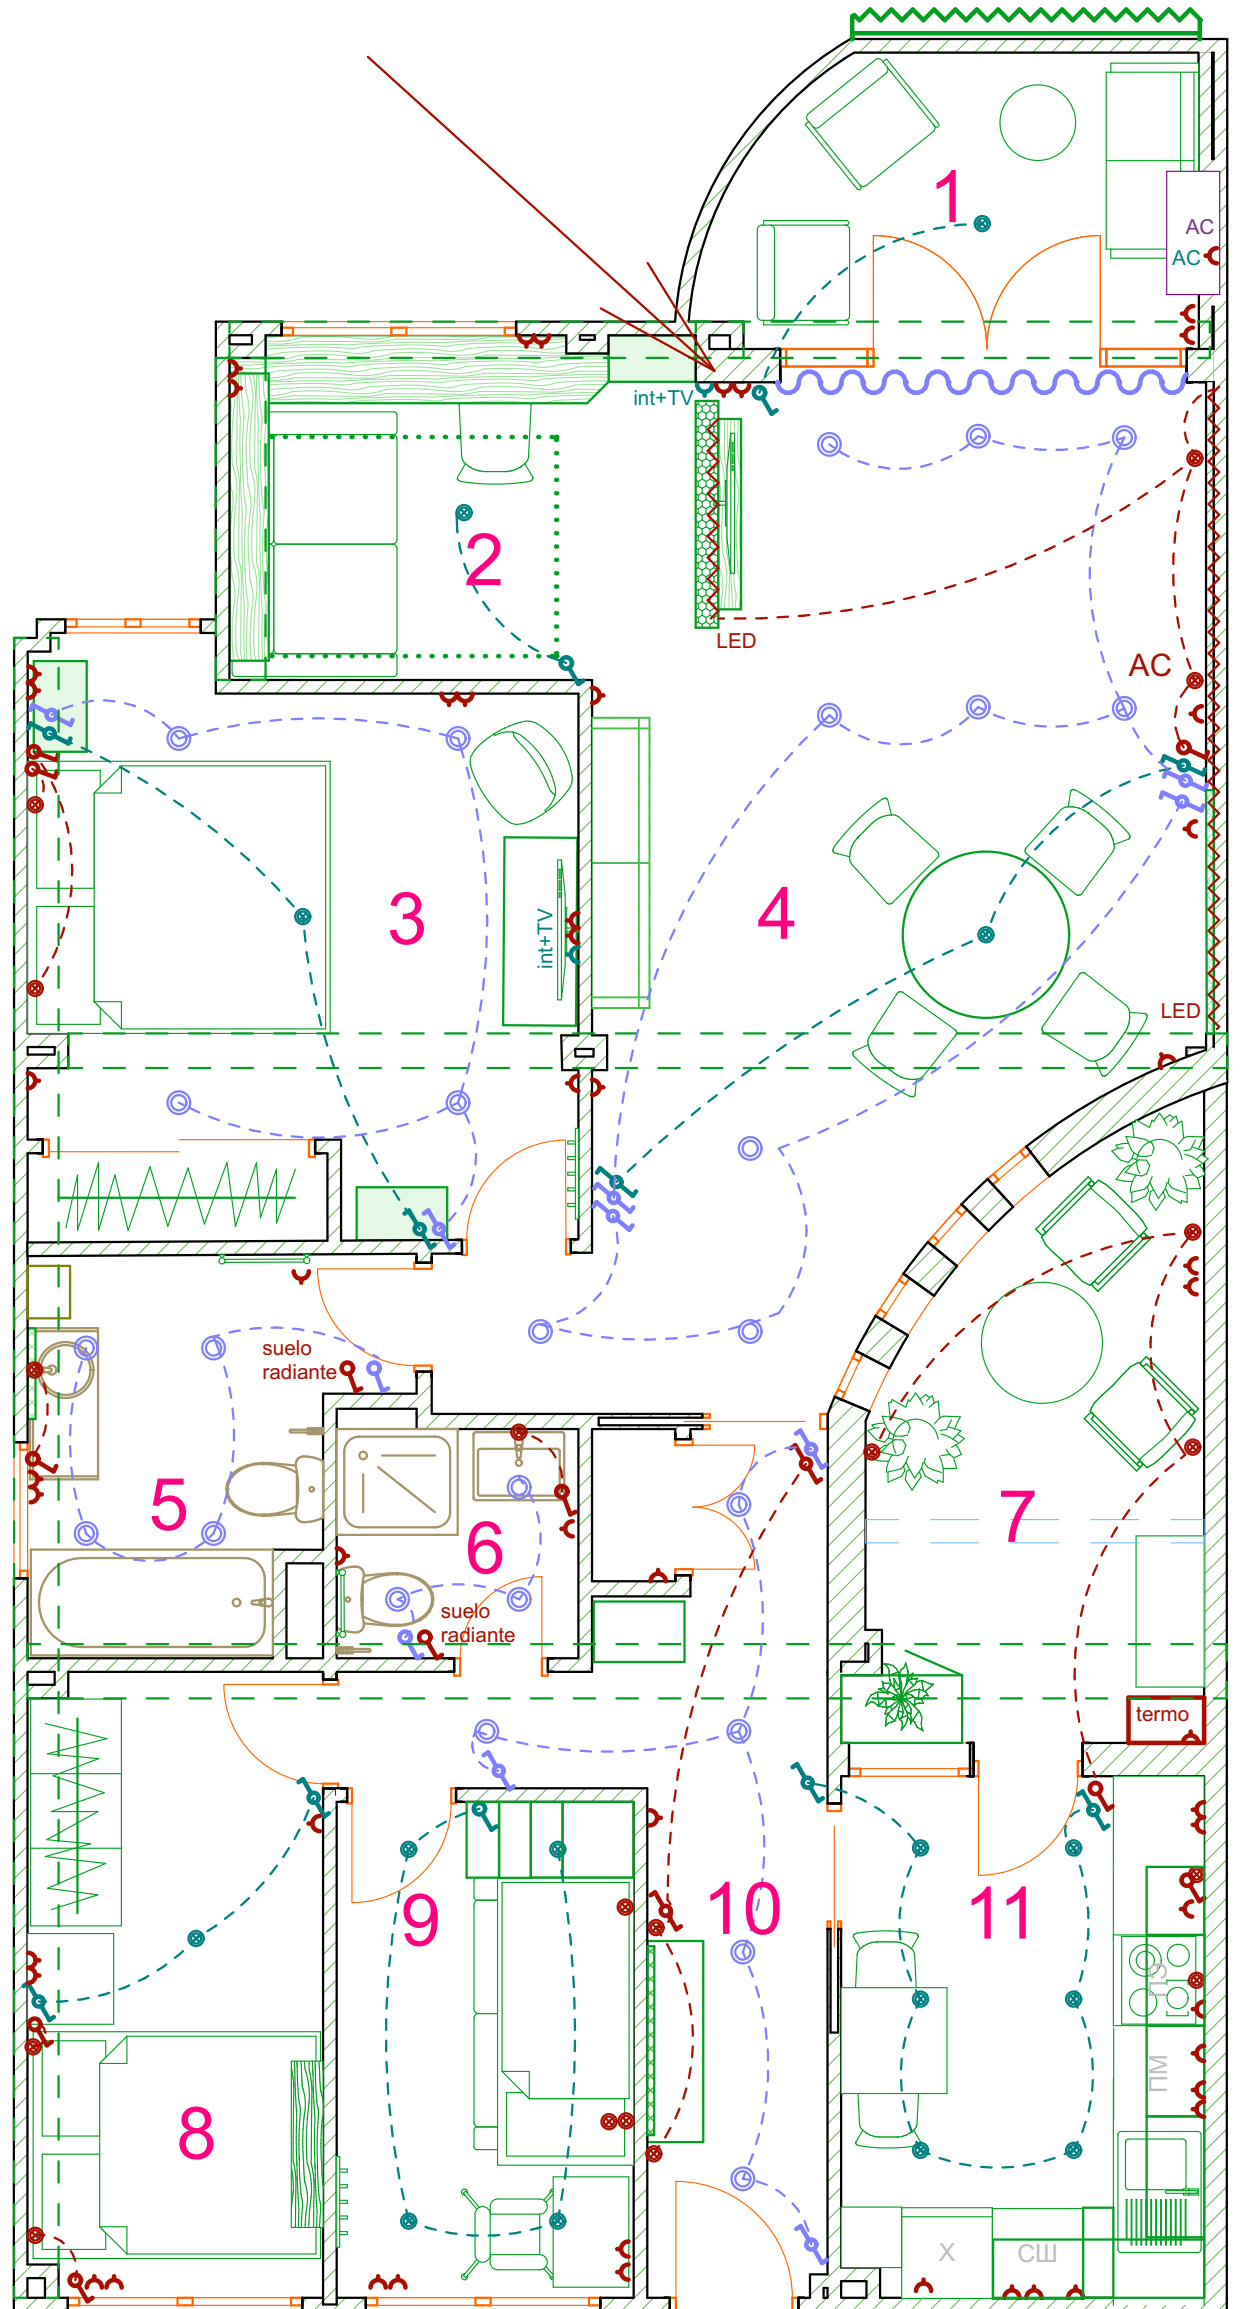 1
AC
AC
int+TV
2
LED
AC
3
int+TV
4
LED
suelo
radiante
5
6
suelo
radiante
7
termo
9
10
11
СП
ПМ
8
X
СШ